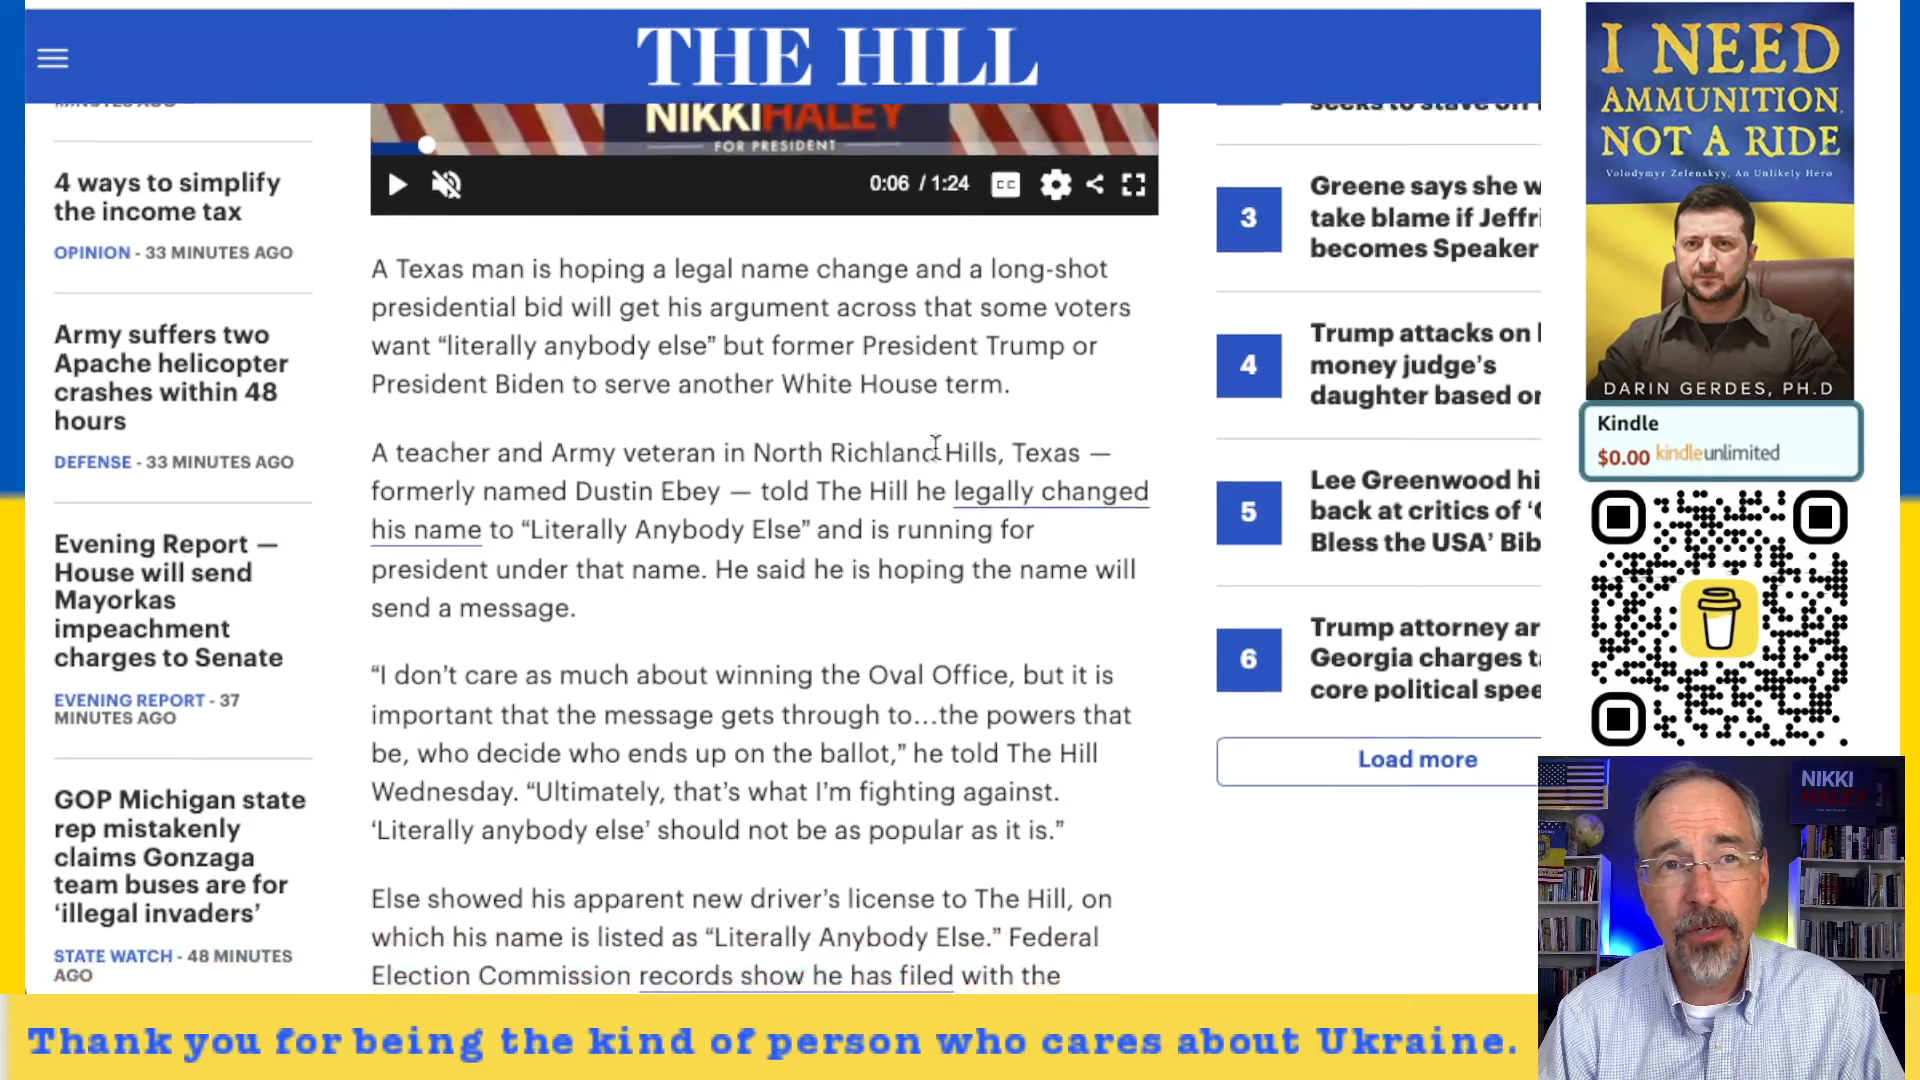 THE HILL
MINUTES AGO
4 ways to simplify
the income tax
OPINION - 33 MINUTES AGO
Army suffers two
Apache helicopter
crashes within 48
hours
DEFENSE - 33 MINUTES AGO
Evening Report —
House will send
Mayorkas
impeachment
charges to Senate
EVENING REPORT - 37
MINUTES AGO
GOP Michigan state
rep mistakenly
claims Gonzaga
team buses are for
‘illegal invaders’
STATE WATCH - 48 MINUTES
AGO
NIKKI HALEY
FOR PRESIDENT
0:06 / 1:24
CC
A Texas man is hoping a legal name change and a long-shot
presidential bid will get his argument across that some voters
want “literally anybody else” but former President Trump or
President Biden to serve another White House term.
A teacher and Army veteran in North Richland Hills, Texas —
formerly named Dustin Ebey — told The Hill he legally changed
his name to “Literally Anybody Else” and is running for
president under that name. He said he is hoping the name will
send a message.
“I don’t care as much about winning the Oval Office, but it is
important that the message gets through to…the powers that
be, who decide who ends up on the ballot,” he told The Hill
Wednesday. “Ultimately, that’s what I’m fighting against.
‘Literally anybody else’ should not be as popular as it is.”
Else showed his apparent new driver’s license to The Hill, on
which his name is listed as “Literally Anybody Else.” Federal
Election Commission records show he has filed with the
seeks to stave off
3
Greene says she w
take blame if Jeffri
becomes Speaker
4
Trump attacks on
money judge’s
daughter based or
5
Lee Greenwood hi
back at critics of ‘
Bless the USA’ Bib
6
Trump attorney ar
Georgia charges t
core political spee
Load more
I NEED
AMMUNITION,
NOT A RIDE
Volodymyr Zelenskyy, An Unlikely Hero
DARIN GERDES, PH.D
Kindle
$0.00 kindleunlimited
NIKKI
HALEY
Thank you for being the kind of person who cares about Ukraine.